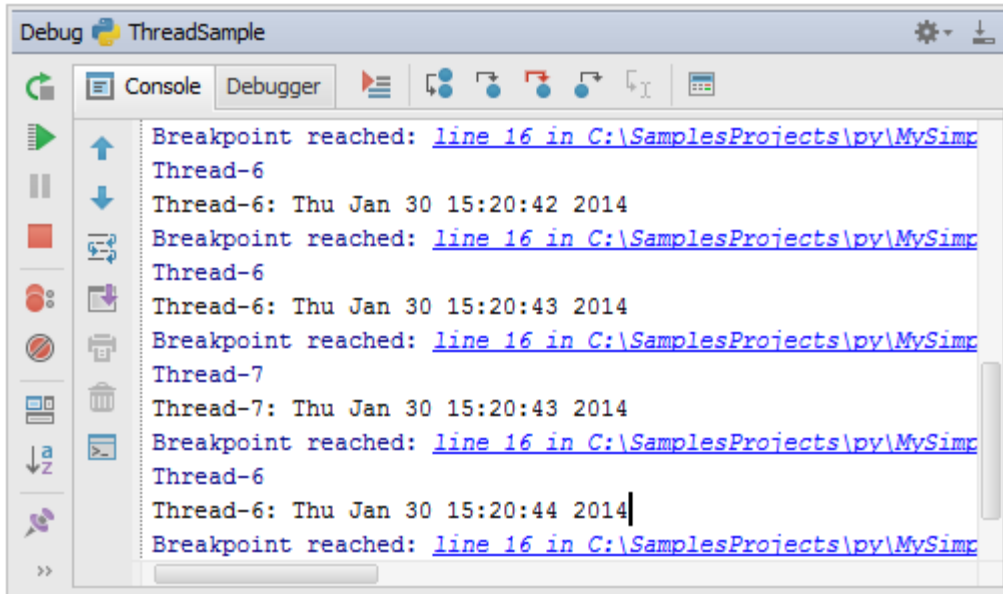 Debug ThreadSample
Console Debugger
Breakpoint reached: line 16 in C:\SamplesProjects\py\MySimp
Thread-6
Thread-6: Thu Jan 30 15:20:42 2014
Breakpoint reached: line 16 in C:\SamplesProjects\py\MySimp
Thread-6
Thread-6: Thu Jan 30 15:20:43 2014
Breakpoint reached: line 16 in C:\SamplesProjects\py\MySimp
Thread-7
Thread-7: Thu Jan 30 15:20:43 2014
Breakpoint reached: line 16 in C:\SamplesProjects\py\MySimp
Thread-6
Thread-6: Thu Jan 30 15:20:44 2014
Breakpoint reached: line 16 in C:\SamplesProjects\py\MySimp